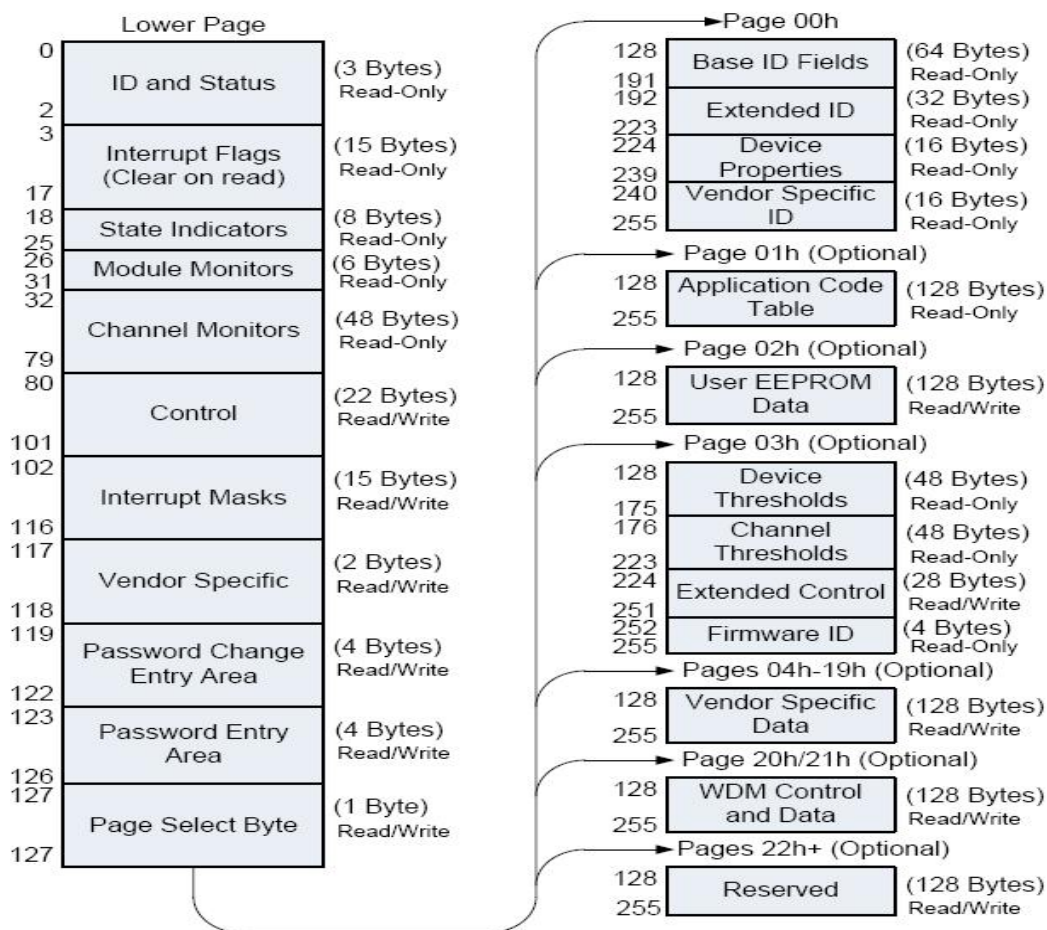 Lower Page
0
ID and Status
(3 Bytes)
Read-Only
2
3
Interrupt Flags
(Clear on read)
(15 Bytes)
Read-Only
17
18
State Indicators
(8 Bytes)
Read-Only
25
26
Module Monitors
(6 Bytes)
Read-Only
31
32
Channel Monitors
(48 Bytes)
Read-Only
79
80
Control
(22 Bytes)
Read/Write
101
102
Interrupt Masks
(15 Bytes)
Read/Write
116
117
Vendor Specific
(2 Bytes)
Read/Write
118
119
Password Change
Entry Area
(4 Bytes)
Read/Write
122
123
Password Entry
Area
(4 Bytes)
Read/Write
126
127
Page Select Byte
(1 Byte)
Read/Write
127
Page 00h
128
Base ID Fields
(64 Bytes)
Read-Only
191
192
Extended ID
(32 Bytes)
Read-Only
223
224
Device
Properties
(16 Bytes)
Read-Only
239
240
Vendor Specific
ID
(16 Bytes)
Read-Only
255
Page 01h (Optional)
128
Application Code
Table
(128 Bytes)
Read-Only
255
Page 02h (Optional)
128
User EEPROM
Data
(128 Bytes)
Read/Write
255
Page 03h (Optional)
128
Device
Thresholds
(48 Bytes)
Read-Only
175
176
Channel
Thresholds
(48 Bytes)
Read-Only
223
224
Extended Control
(28 Bytes)
Read/Write
251
252
Firmware ID
(4 Bytes)
Read-Only
255
Pages 04h-19h (Optional)
128
Vendor Specific
Data
(128 Bytes)
Read/Write
255
Page 20h/21h (Optional)
128
WDM Control
and Data
(128 Bytes)
Read/Write
255
Pages 22h+ (Optional)
128
Reserved
(128 Bytes)
Read/Write
255